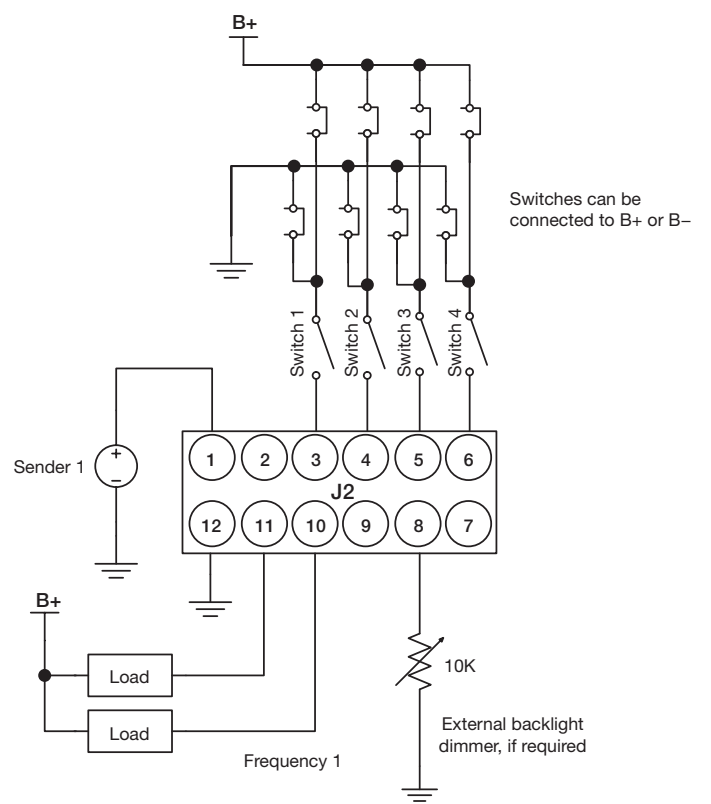 B+
Switches can be
connected to B+ or B−
Switch 1
Switch 2
Switch 3
Switch 4
Sender 1
+
−
1 2 3 4 5 6
J2
12 11 10 9 8 7
B+
Load
10K
Load
External backlight
dimmer, if required
Frequency 1